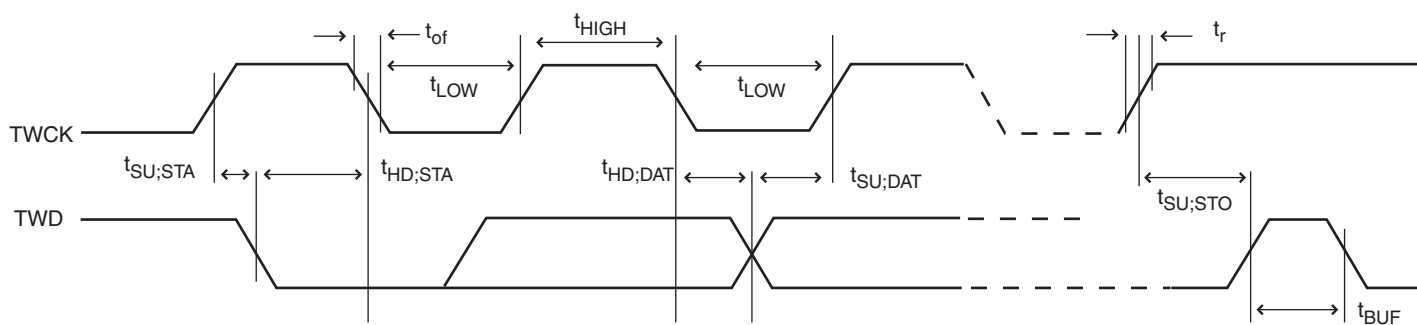 tof
tHIGH
tr
tLOW
tLOW
TWCK
tSU;STA
tHD;STA
tHD;DAT
tSU;DAT
tSU;STO
TWD
tBUF